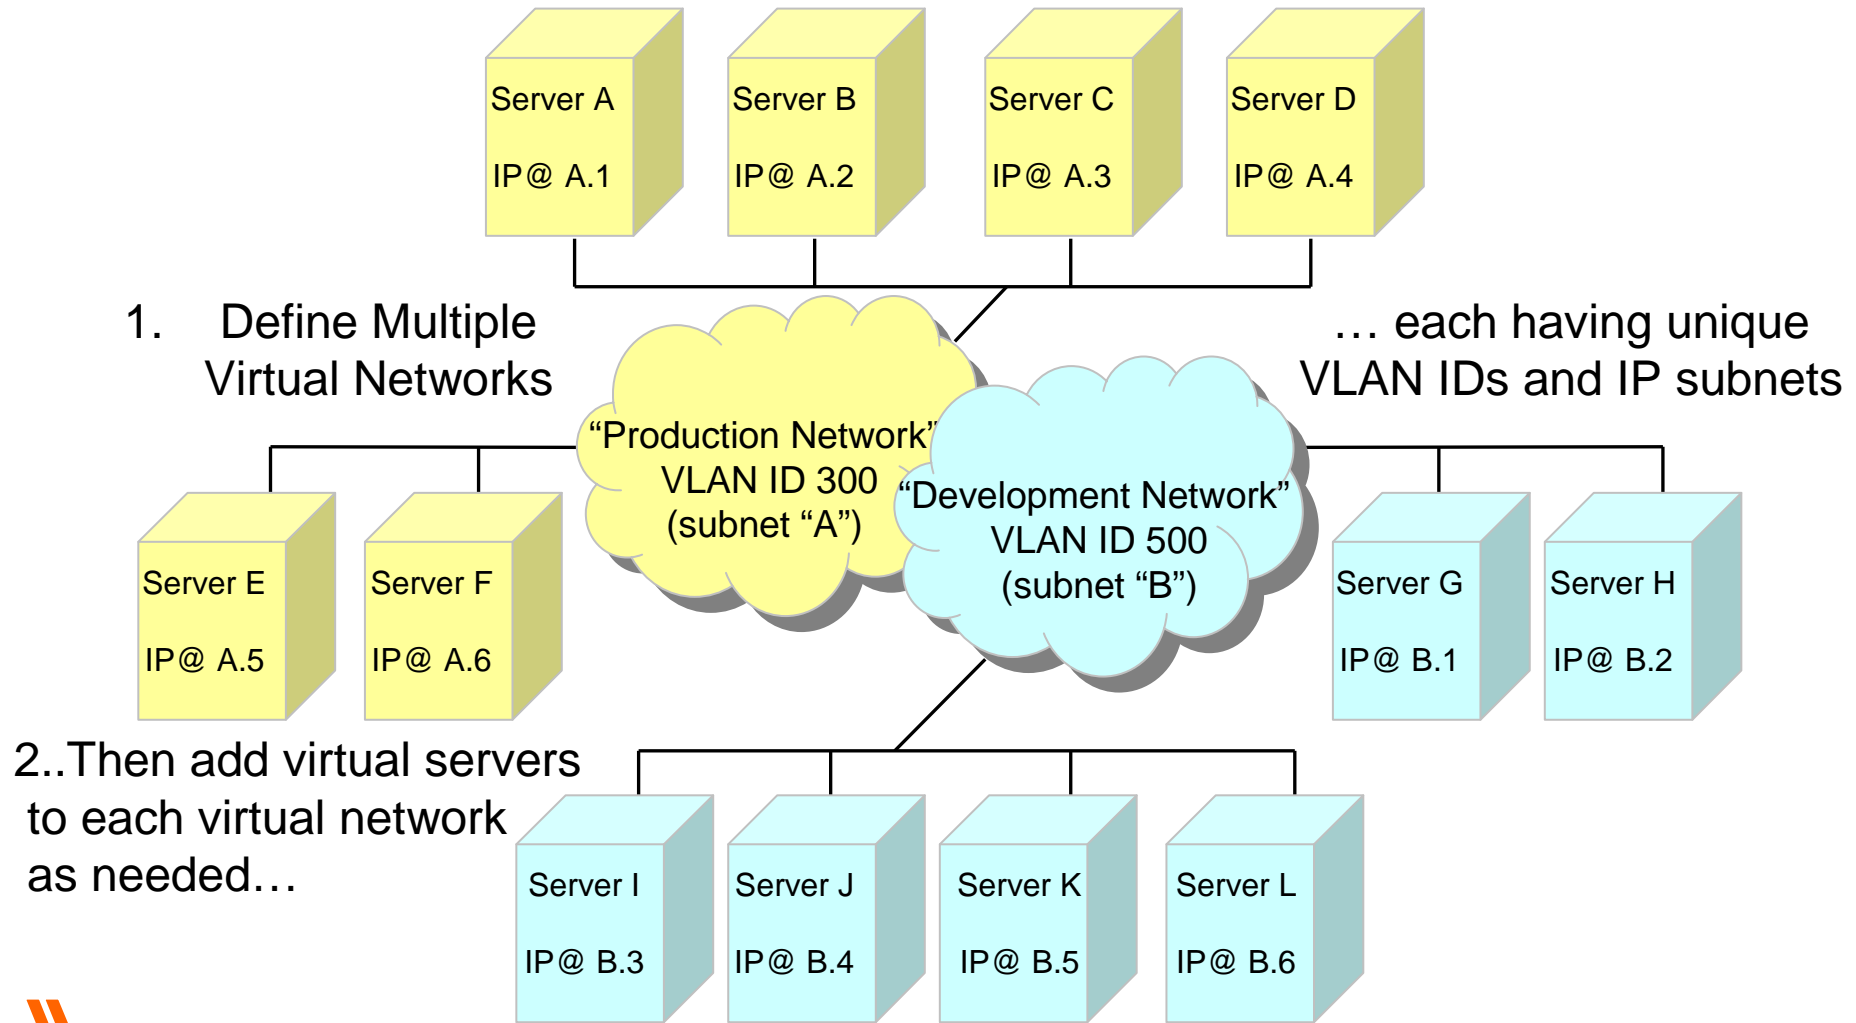 Server A
IP@ A.1
Server B
IP@ A.2
Server C
IP@ A.3
Server D
IP@ A.4
1. Define Multiple
Virtual Networks
… each having unique
VLAN IDs and IP subnets
“Production Network”
VLAN ID 300
(subnet “A”)
“Development Network”
VLAN ID 500
(subnet “B”)
Server E
IP@ A.5
Server F
IP@ A.6
Server G
IP@ B.1
Server H
IP@ B.2
2..Then add virtual servers
to each virtual network
as needed…
Server I
IP@ B.3
Server J
IP@ B.4
Server K
IP@ B.5
Server L
IP@ B.6